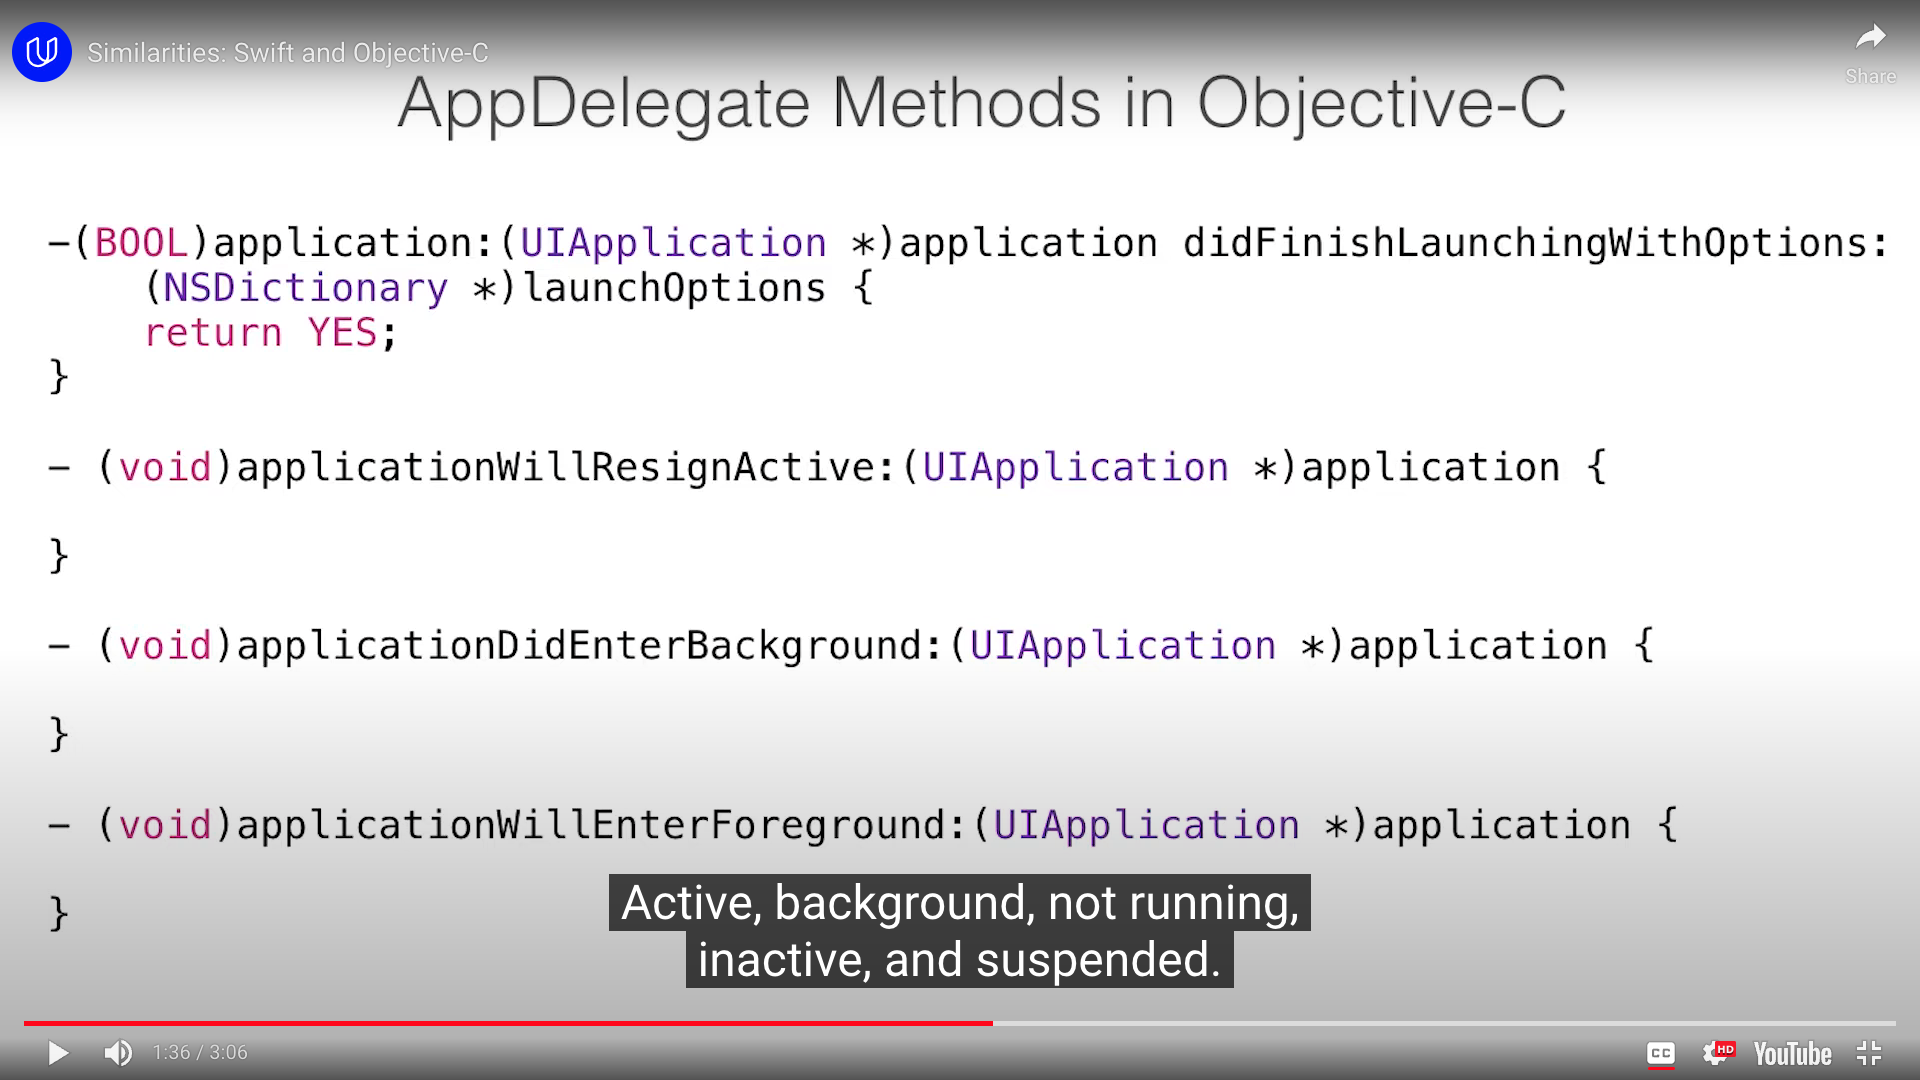 Similarities: Swift and Objective-C
Share
AppDelegate Methods in Objective-C
–(BOOL)application:(UIApplication *)application didFinishLaunchingWithOptions:
(NSDictionary *)launchOptions {
return YES;
}
– (void)applicationWillResignActive:(UIApplication *)application {
}
– (void)applicationDidEnterBackground:(UIApplication *)application {
}
– (void)applicationWillEnterForeground:(UIApplication *)application {
}
Active, background, not running,
inactive, and suspended.
1:36 / 3:06
CC
HD
YouTube